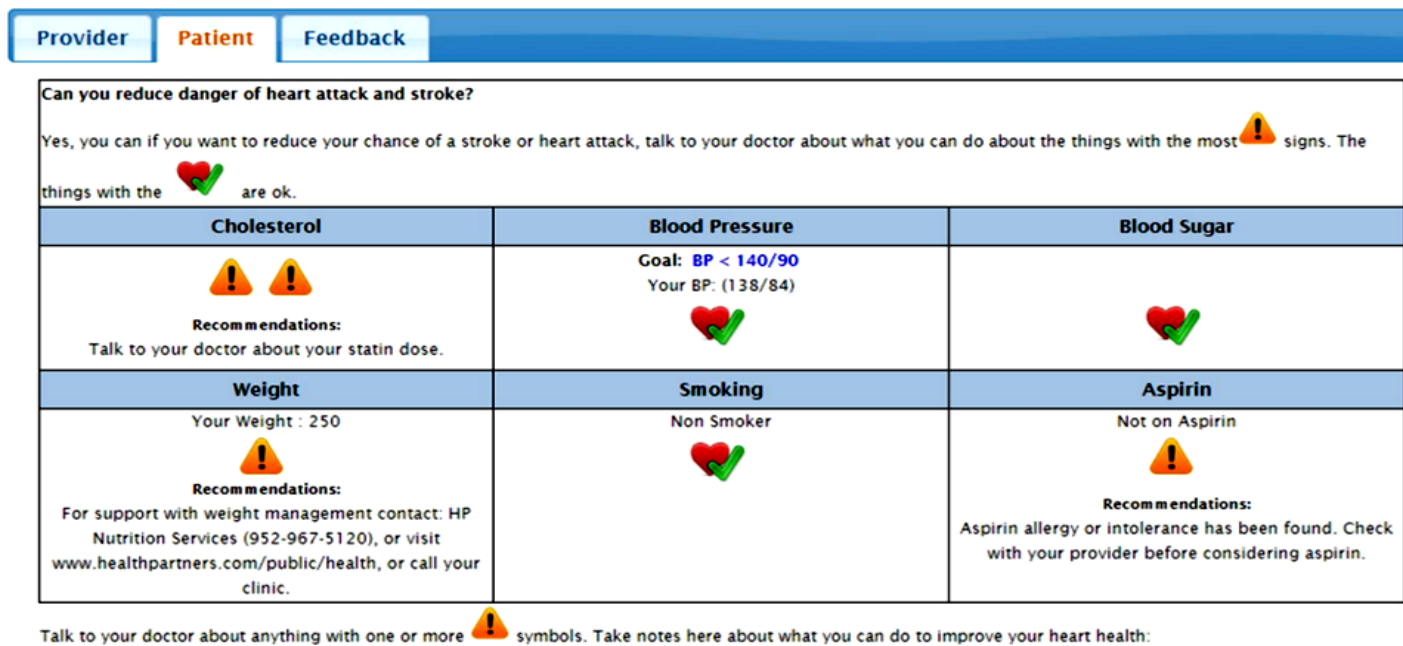 Provider Patient Feedback
Can you reduce danger of heart attack and stroke?
Yes, you can if you want to reduce your chance of a stroke or heart attack, talk to your doctor about what you can do about the things with the most signs. The
things with the are ok.
Cholesterol Blood Pressure Blood Sugar
Recommendations:
Talk to your doctor about your statin dose.
Goal: BP < 140/90
Your BP: (138/84)
Weight Smoking Aspirin
Your Weight : 250
Recommendations:
For support with weight management contact: HP
Nutrition Services (952-967-5120), or visit
www.healthpartners.com/public/health, or call your
clinic.
Non Smoker
Not on Aspirin
Recommendations:
Aspirin allergy or intolerance has been found. Check
with your provider before considering aspirin.
Talk to your doctor about anything with one or more symbols. Take notes here about what you can do to improve your heart health: